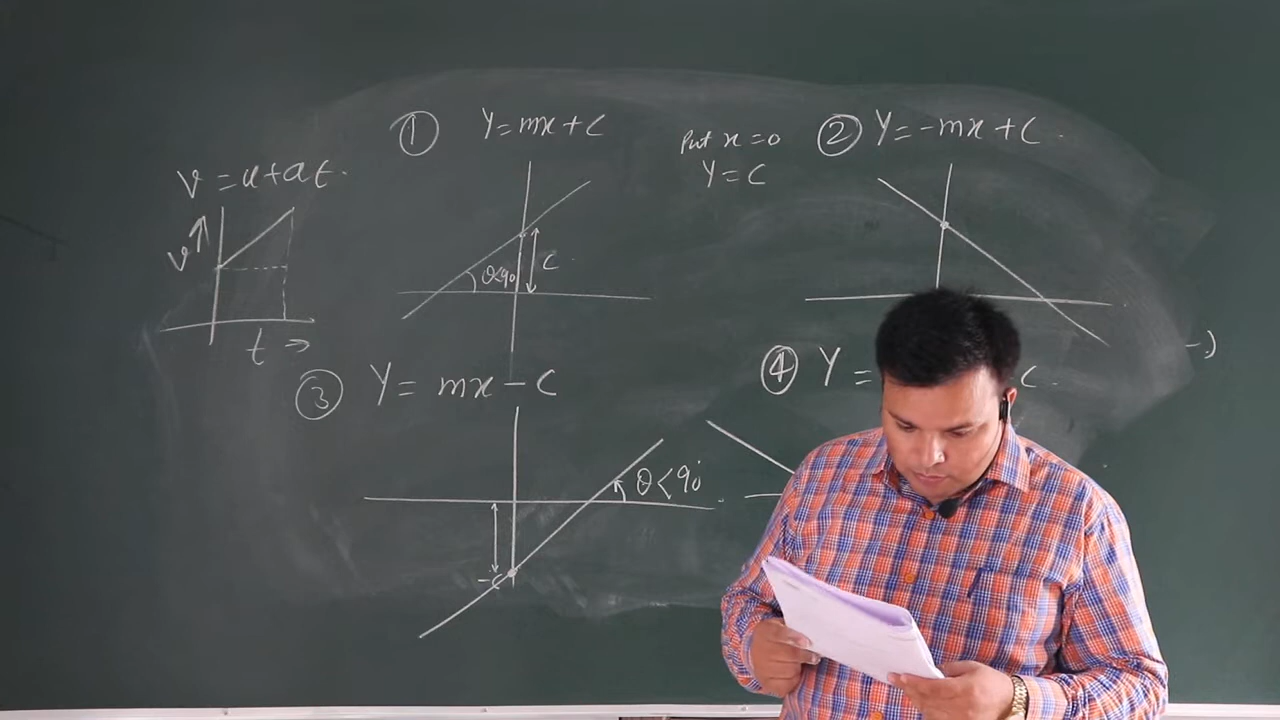 v = u + at.
v
t
① Y = mx + c
θ<90
c
Put x = 0
Y = c
② Y = -mx + c
③ Y = mx - c
θ < 90°
-c
④ Y =
c.